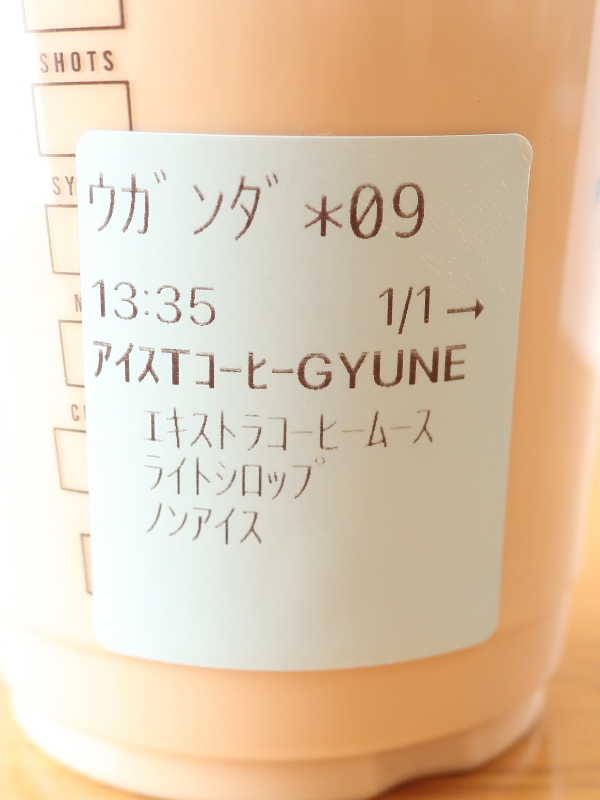 SHOTS
ｳｶﾞﾝﾀﾞ *09
13:35 1/1→
ｱｲｽTｺｰﾋｰGYUNE
ｴｷｽﾄﾗｺｰﾋｰﾑｰｽ
ﾗｲﾄｼﾛｯﾌﾟ
ﾉﾝｱｲｽ